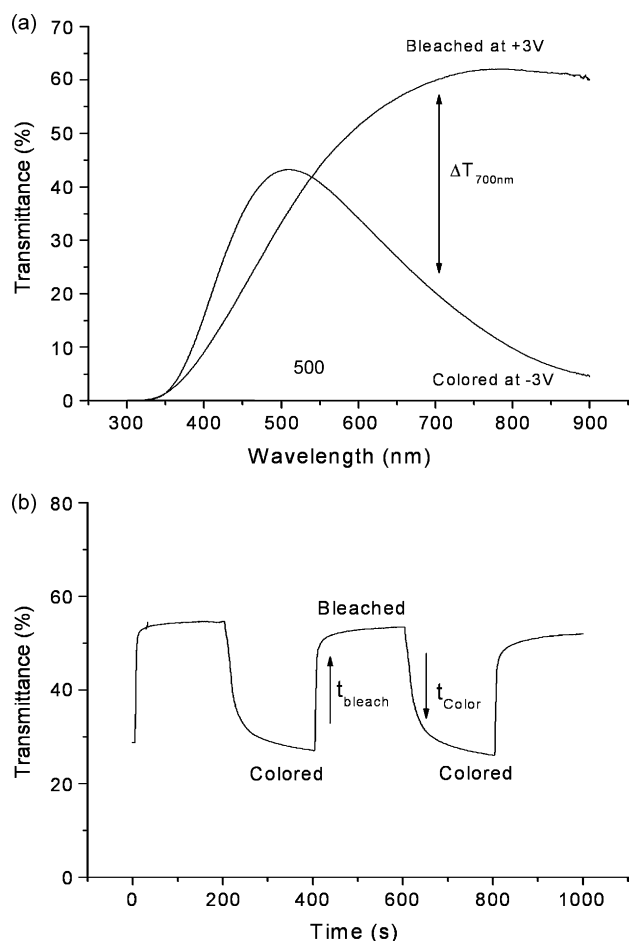 (a)
70
60
50
40
30
20
10
0
Transmittance (%)
Bleached at +3V
ΔT700nm
500
Colored at -3V
300 400 500 600 700 800 900
Wavelength (nm)
(b)
80
60
40
20
0
Transmittance (%)
Bleached
tbleach
tColor
Colored
Colored
0 200 400 600 800 1000
Time (s)